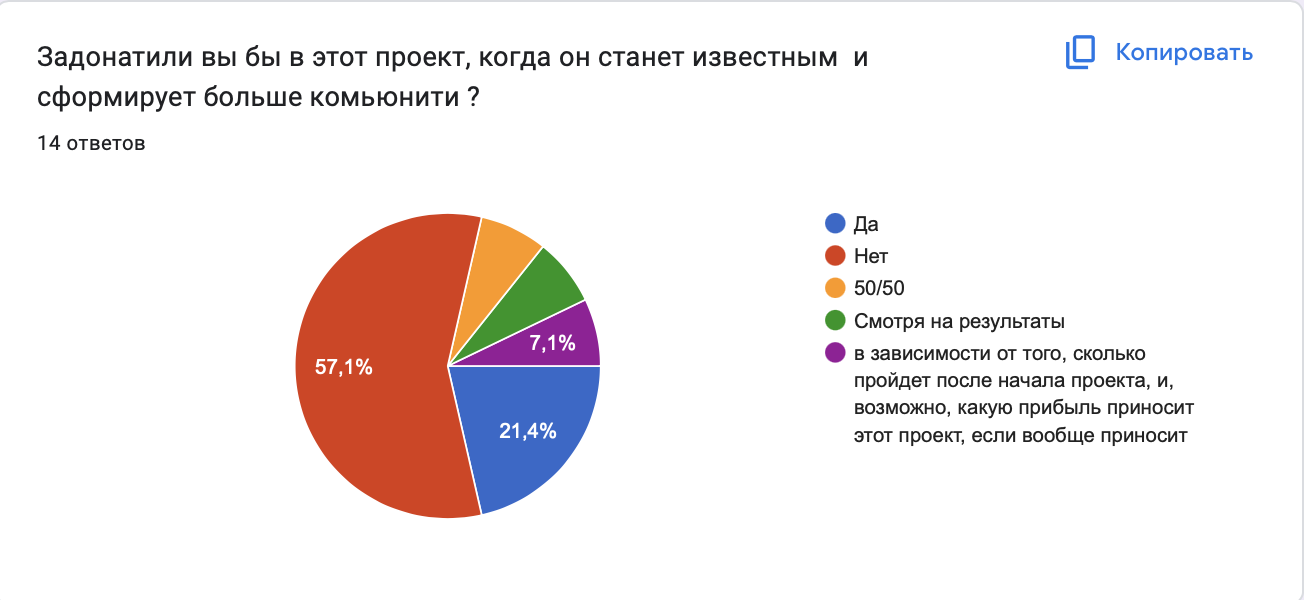 Задонатили вы бы в этот проект, когда он станет известным  и
сформирует больше комьюнити ?
Копировать
14 ответов
57,1%
7,1%
21,4%
Да
Нет
50/50
Смотря на результаты
в зависимости от того, сколько
пройдет после начала проекта, и,
возможно, какую прибыль приносит
этот проект, если вообще приносит